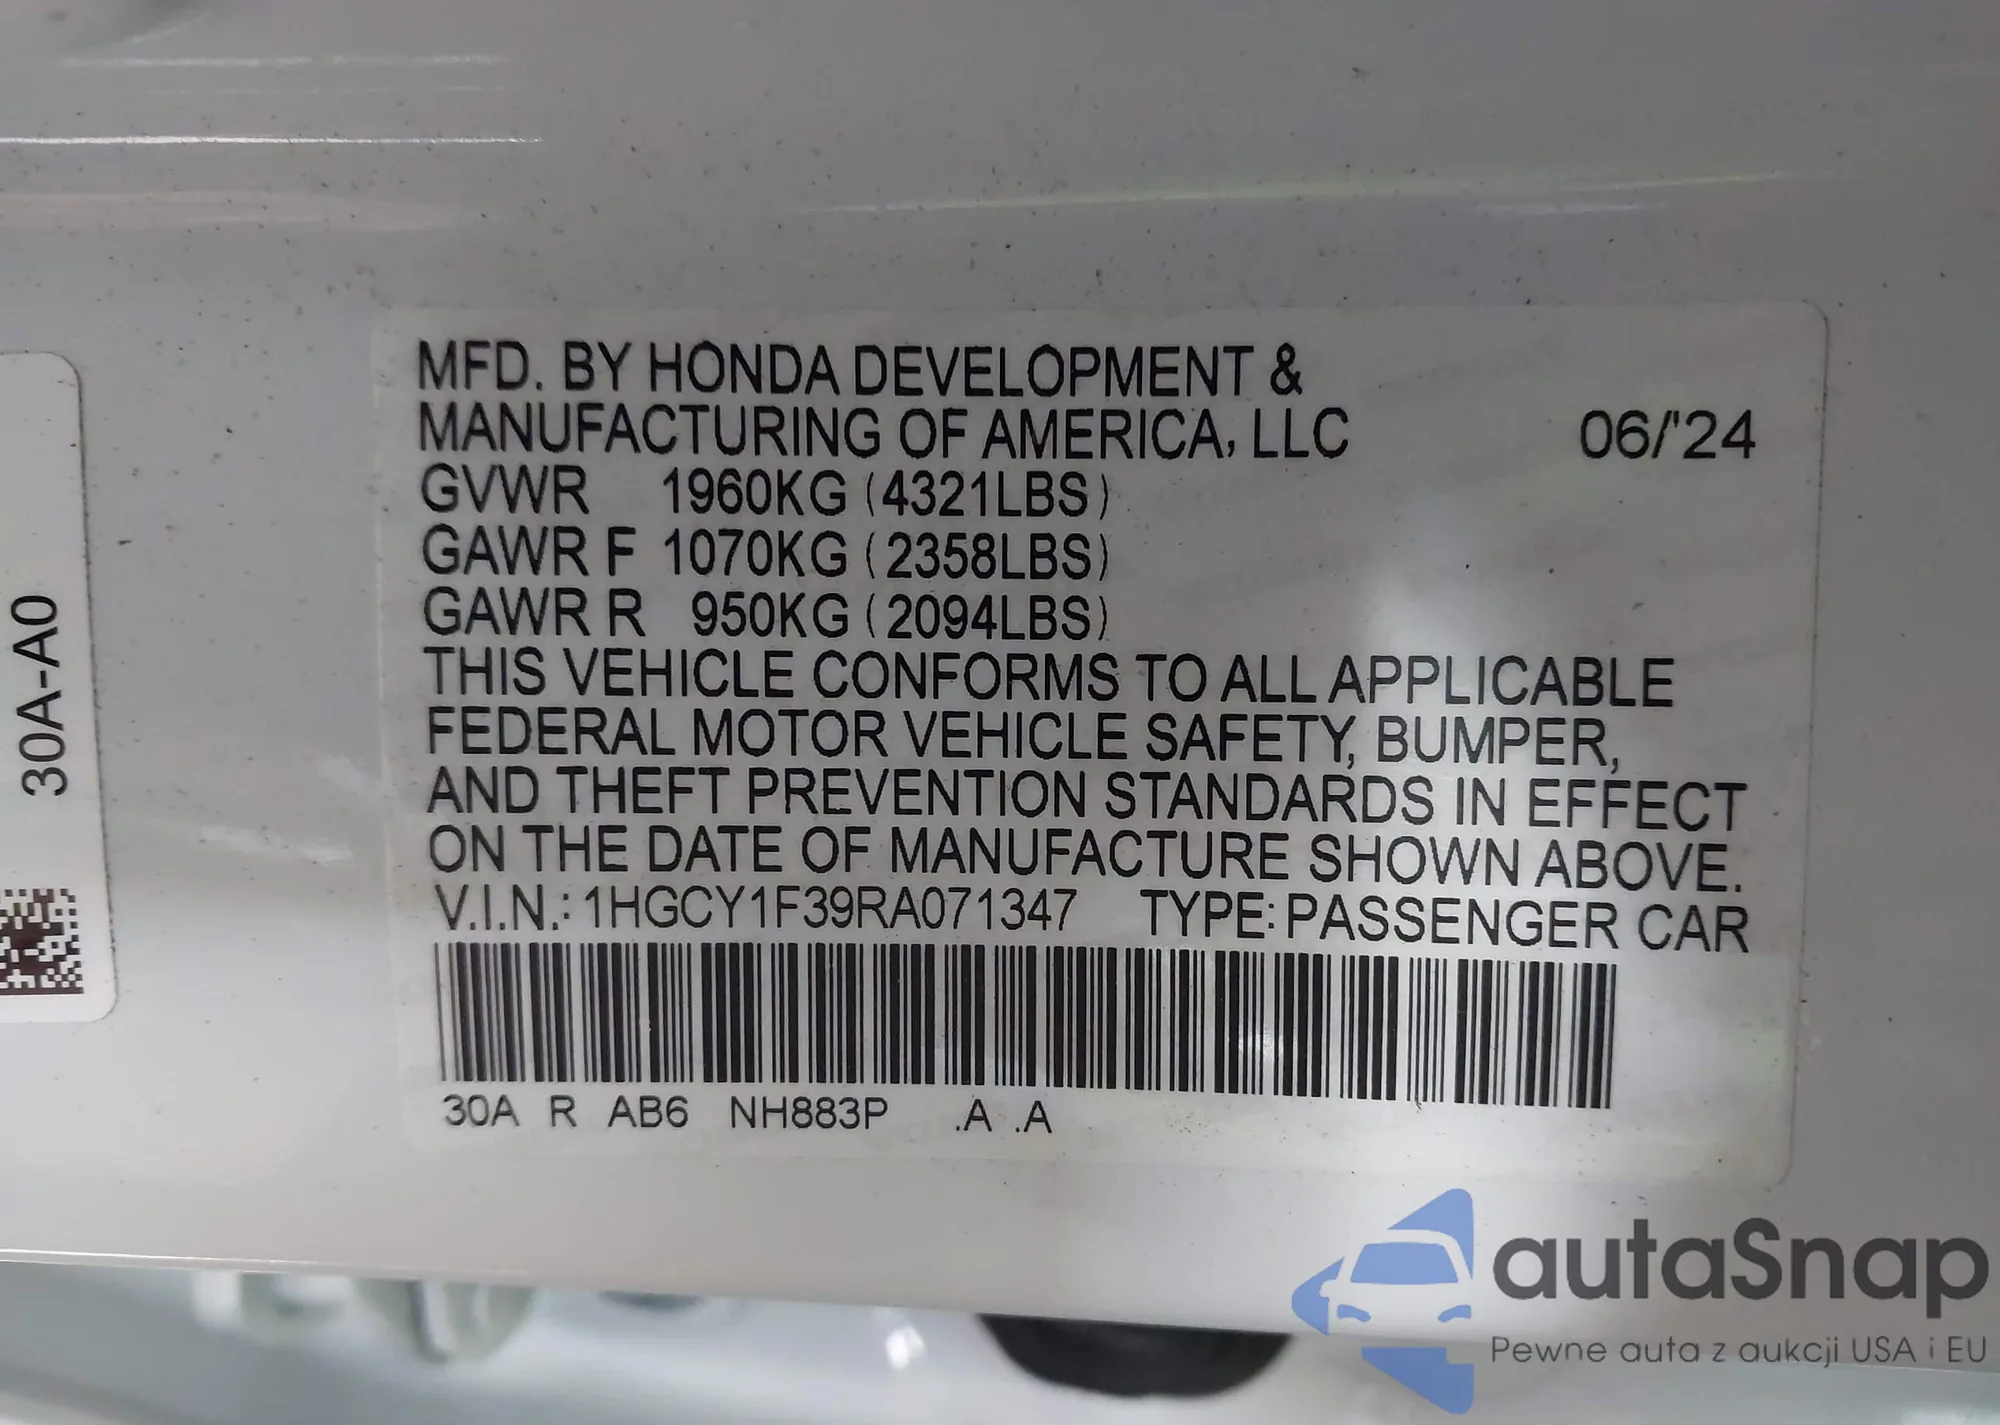 MFD. BY HONDA DEVELOPMENT &
MANUFACTURING OF AMERICA, LLC 06/'24
GVWR 1960KG (4321LBS)
GAWR F 1070KG (2358LBS)
GAWR R 950KG (2094LBS)
THIS VEHICLE CONFORMS TO ALL APPLICABLE
FEDERAL MOTOR VEHICLE SAFETY, BUMPER,
AND THEFT PREVENTION STANDARDS IN EFFECT
ON THE DATE OF MANUFACTURE SHOWN ABOVE.
V.I.N.: 1HGCY1F39RA071347 TYPE: PASSENGER CAR
30A R AB6 NH883P .A .A
30A-A0
autaSnap
Pewne auta z aukcji USA i EU